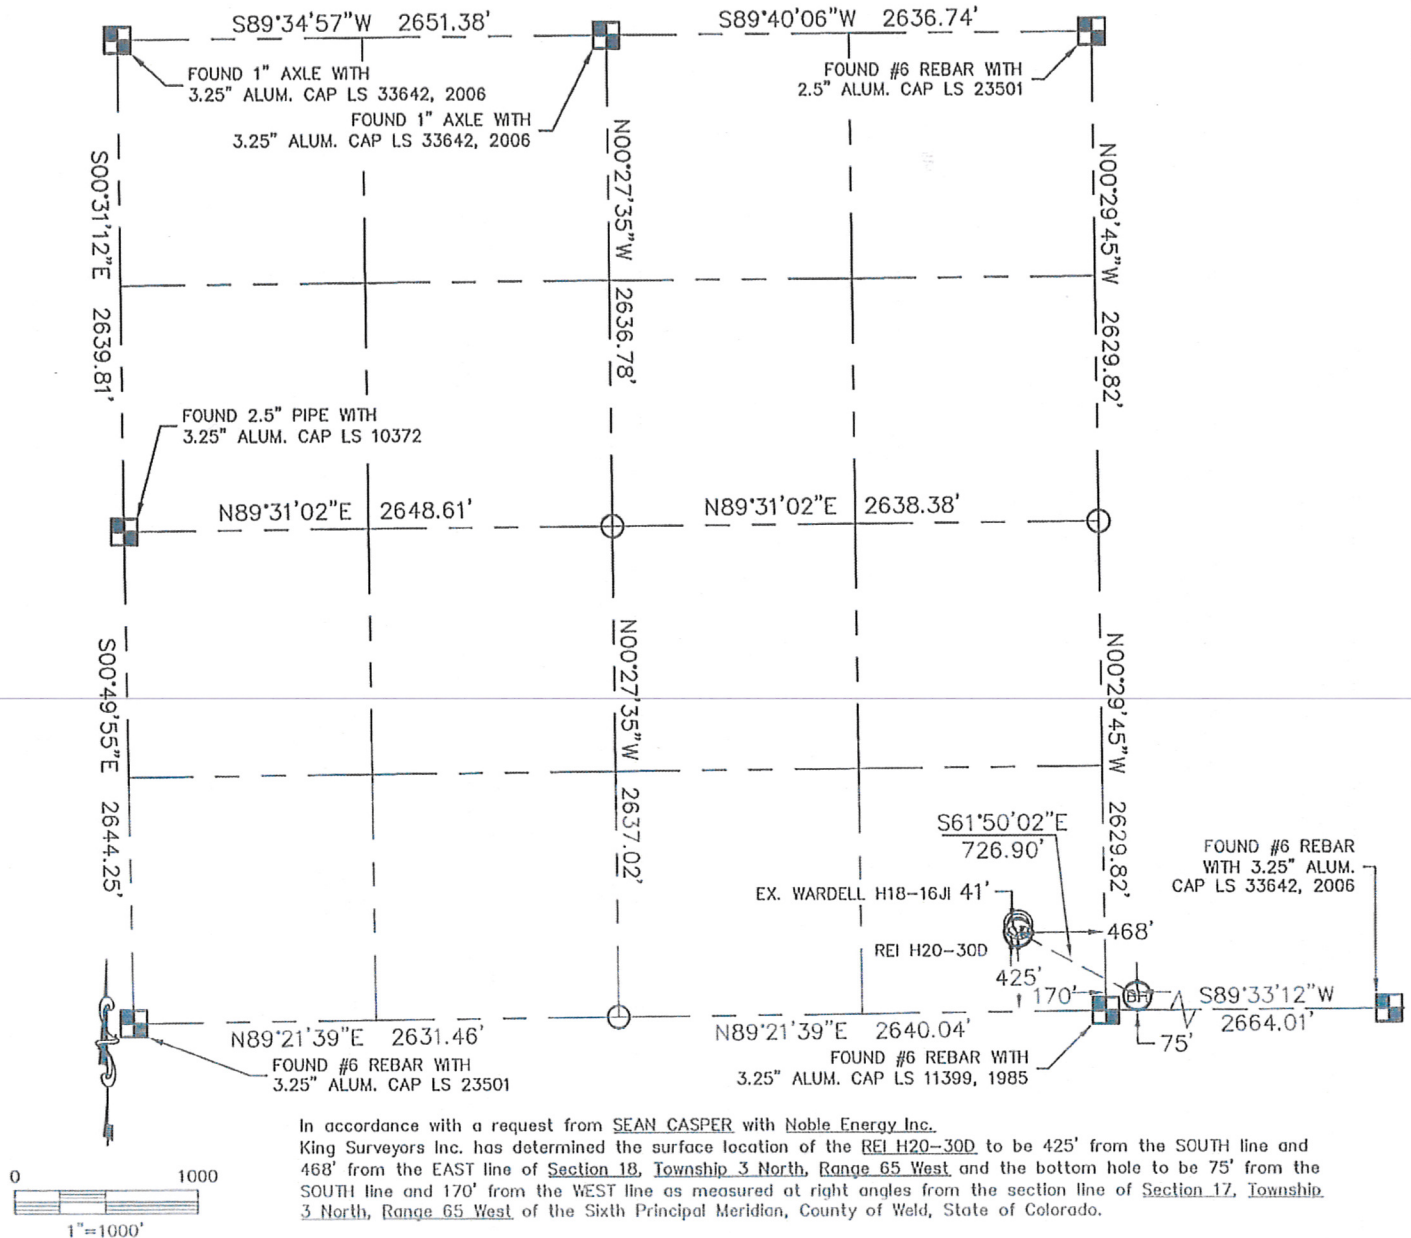 S89°34'57"W 2651.38'
S89°40'06"W 2636.74'
FOUND 1" AXLE WITH
3.25" ALUM. CAP LS 33642, 2006
FOUND 1" AXLE WITH
3.25" ALUM. CAP LS 33642, 2006
FOUND #6 REBAR WITH
2.5" ALUM. CAP LS 23501
S00°31'12"E 2639.81'
N00°27'35"W 2636.78'
N00°29'45"W 2629.82'
FOUND 2.5" PIPE WITH
3.25" ALUM. CAP LS 10372
N89°31'02"E 2648.61'
N89°31'02"E 2638.38'
S00°49'55"E 2644.25'
N00°27'35"W 2637.02'
N00°29'45"W 2629.82'
S61°50'02"E
726.90'
FOUND #6 REBAR
WITH 3.25" ALUM.
CAP LS 33642, 2006
EX. WARDELL H18-16JI 41'
468'
REI H20-30D
425'
170'
BH
S89°33'12"W
2664.01'
75'
N89°21'39"E 2631.46'
N89°21'39"E 2640.04'
FOUND #6 REBAR WITH
3.25" ALUM. CAP LS 23501
FOUND #6 REBAR WITH
3.25" ALUM. CAP LS 11399, 1985
In accordance with a request from SEAN CASPER with Noble Energy Inc.
King Surveyors Inc. has determined the surface location of the REI H20-30D to be 425' from the SOUTH line and
468' from the EAST line of Section 18, Township 3 North, Range 65 West and the bottom hole to be 75' from the
SOUTH line and 170' from the WEST line as measured at right angles from the section line of Section 17, Township
3 North, Range 65 West of the Sixth Principal Meridian, County of Weld, State of Colorado.
0 1000
1"=1000'